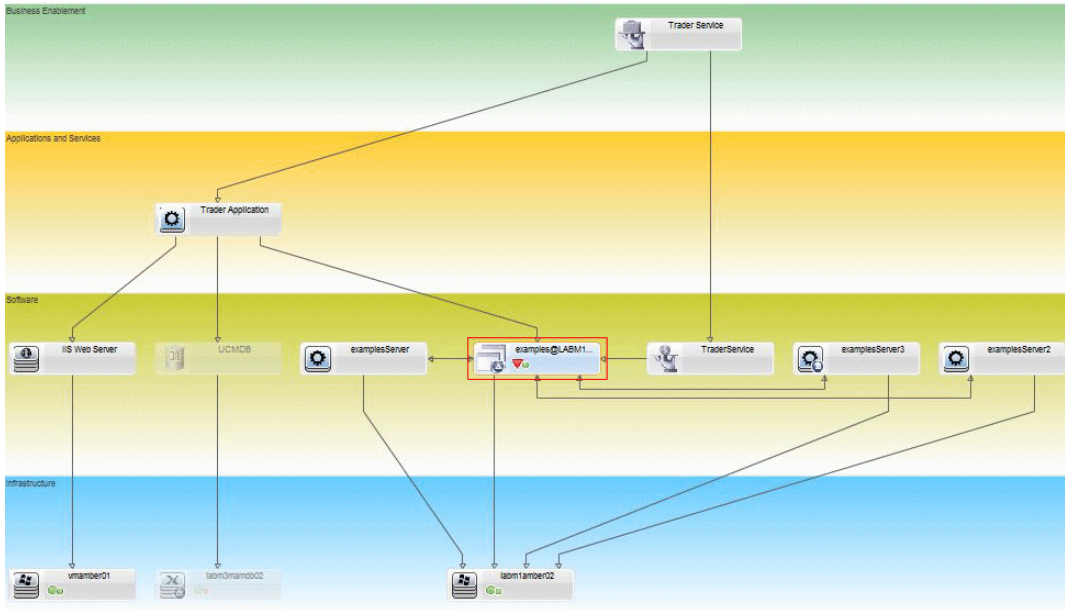 Business Enablement
Trader Service
Applications and Services
Trader Application
Software
IIS Web Server
UCMDB
examplesServer
examples@LABM1...
TraderService
examplesServer3
examplesServer2
Infrastructure
vmamber01
labm3mamdb02
labm1amber02